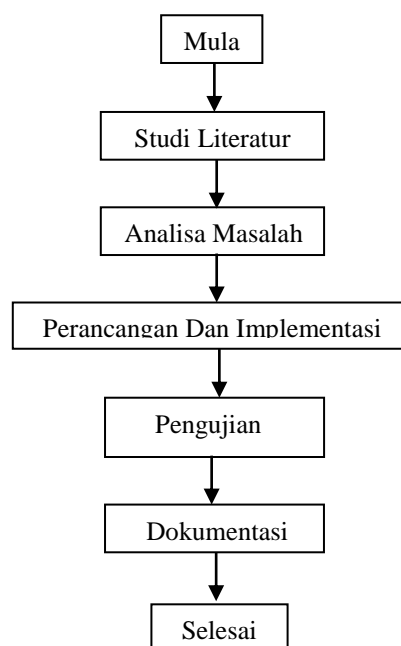 Mula
Studi Literatur
Analisa Masalah
Perancangan Dan Implementasi
Pengujian
Dokumentasi
Selesai